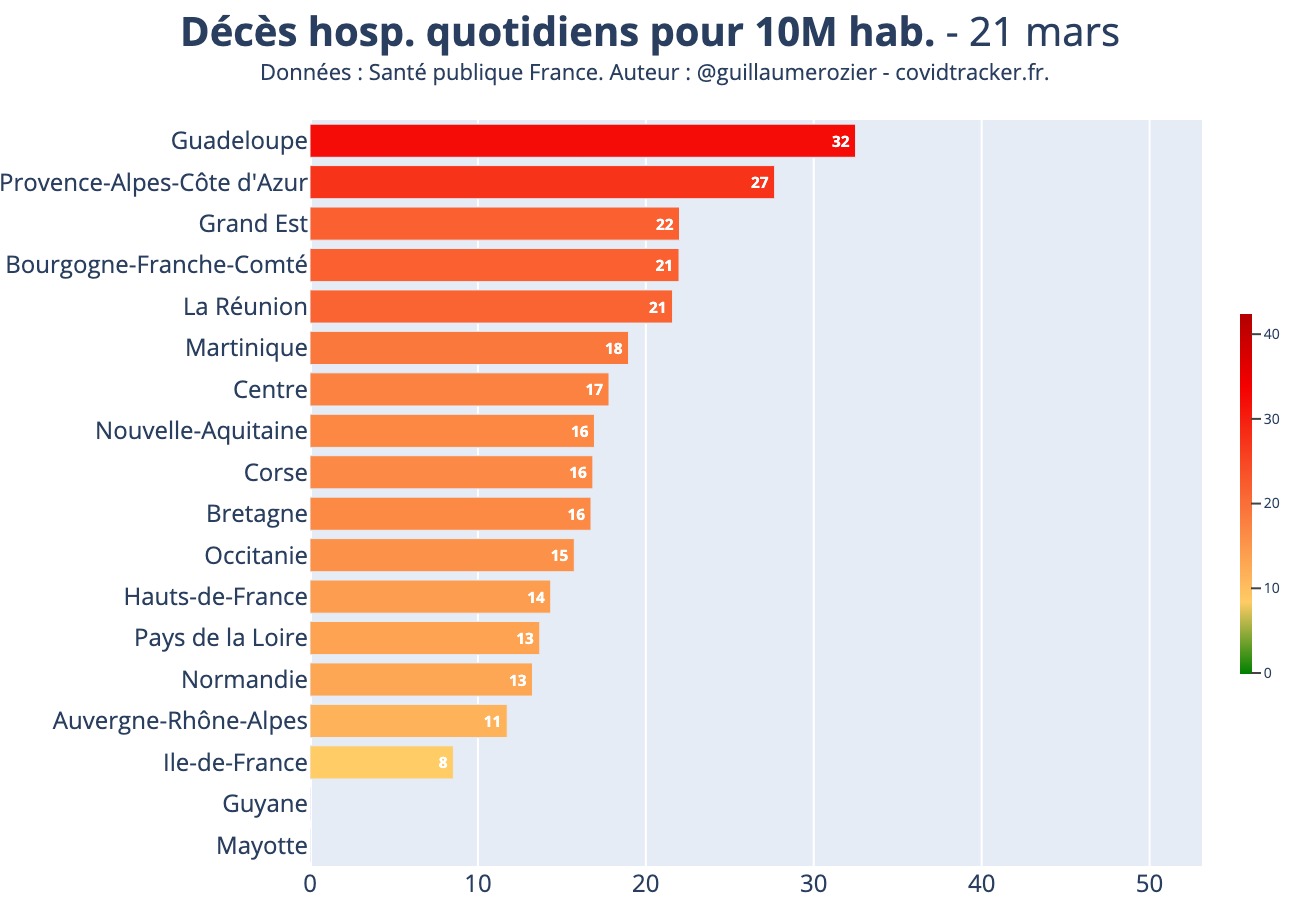 Décès hosp. quotidiens pour 10M hab. - 21 mars
Données : Santé publique France. Auteur : @guillaumerozier - covidtracker.fr.
Guadeloupe 32
Provence-Alpes-Côte d'Azur 27
Grand Est 22
Bourgogne-Franche-Comté 21
La Réunion 21
Martinique 18
Centre 17
Nouvelle-Aquitaine 16
Corse 16
Bretagne 16
Occitanie 15
Hauts-de-France 14
Pays de la Loire 13
Normandie 13
Auvergne-Rhône-Alpes 11
Ile-de-France 8
Guyane
Mayotte
0 10 20 30 40 50
40
30
20
10
0